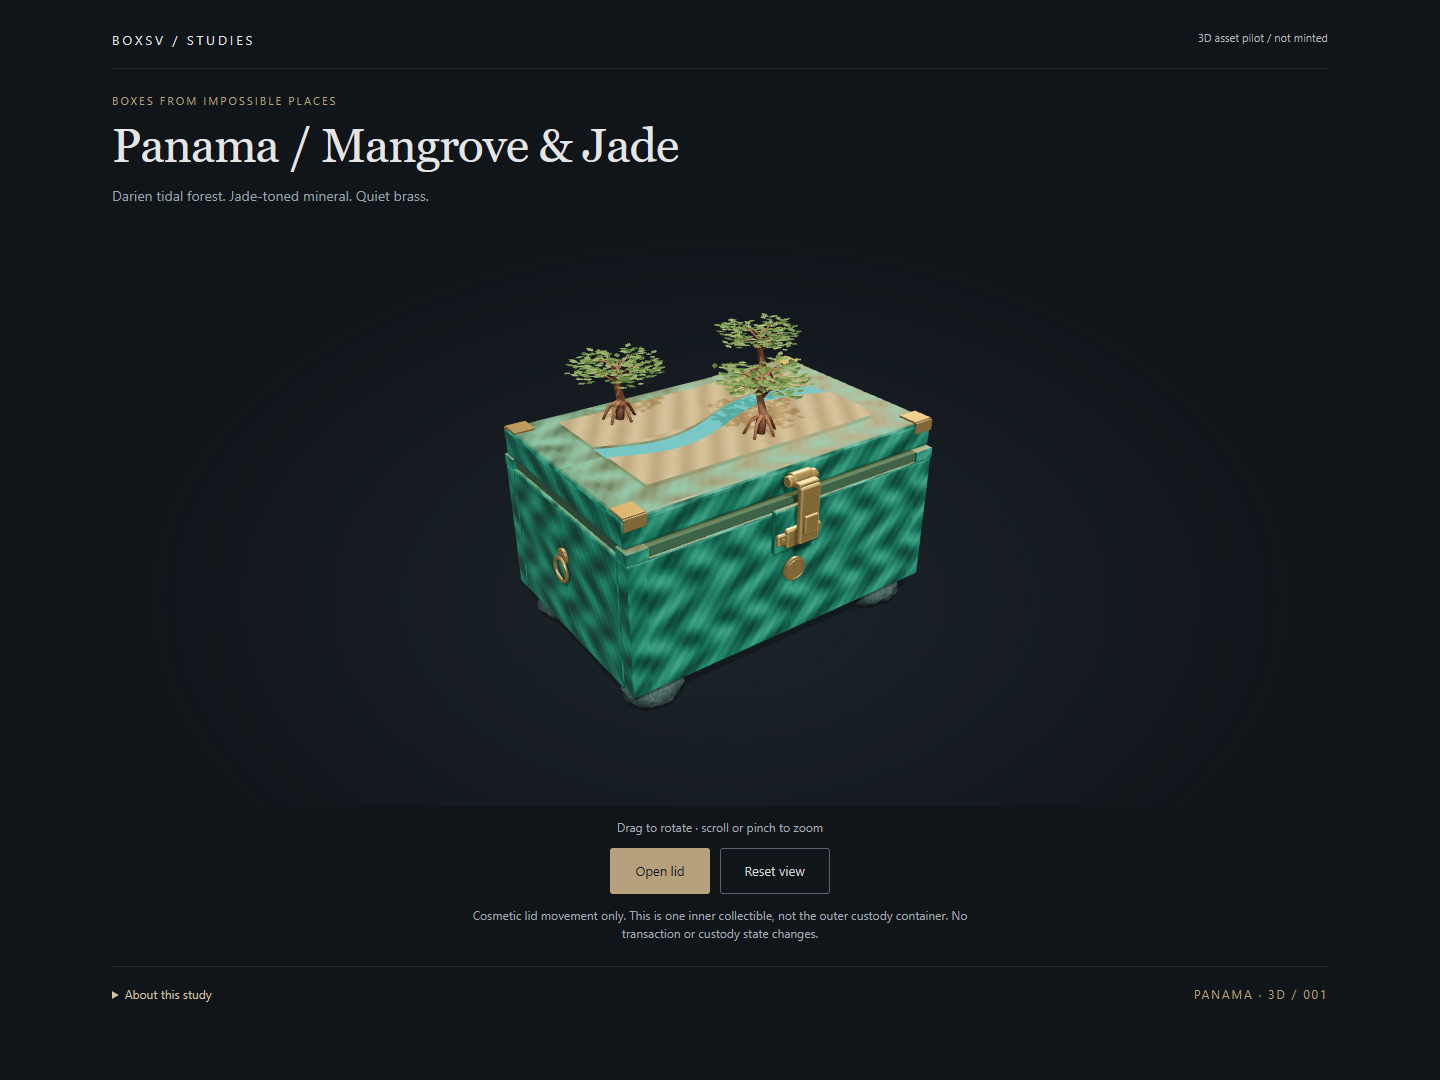 BOXSV / STUDIES
3D asset pilot / not minted
BOXES FROM IMPOSSIBLE PLACES
Panama / Mangrove & Jade
Darien tidal forest. Jade-toned mineral. Quiet brass.
Drag to rotate · scroll or pinch to zoom
Open lid
Reset view
Cosmetic lid movement only. This is one inner collectible, not the outer custody container. No
transaction or custody state changes.
About this study
PANAMA · 3D / 001